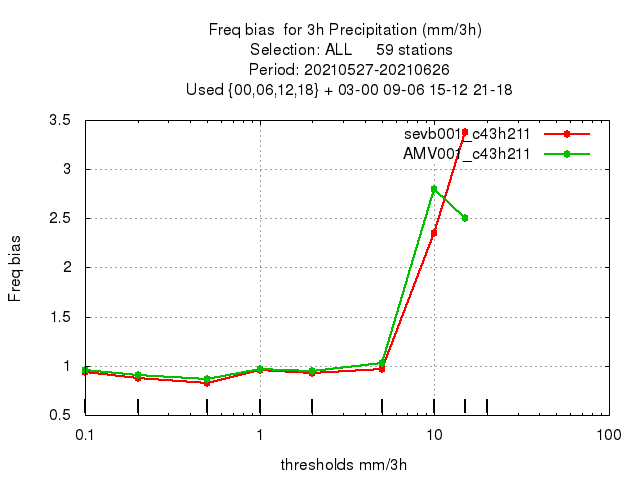 Freq bias  for 3h Precipitation (mm/3h)
Selection: ALL     59 stations
Period: 20210527-20210626
Used {00,06,12,18} + 03-00 09-06 15-12 21-18
sevb001_c43h211
AMV001_c43h211
3.5
3
2.5
2
1.5
1
0.5
Freq bias
0.1 1 10 100
thresholds mm/3h